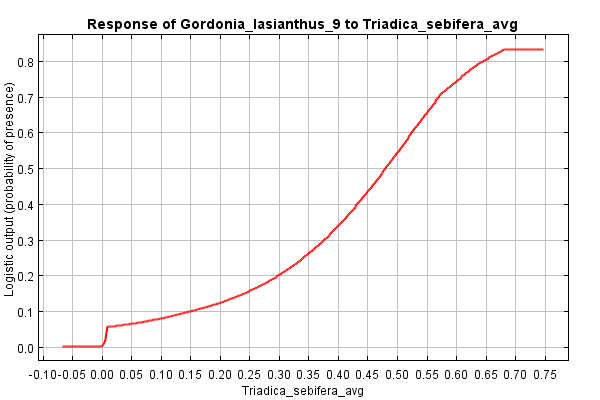 Response of Gordonia_lasianthus_9 to Triadica_sebifera_avg
Logistic output (probability of presence)
0.8
0.7
0.6
0.5
0.4
0.3
0.2
0.1
0.0
-0.10 -0.05 0.00 0.05 0.10 0.15 0.20 0.25 0.30 0.35 0.40 0.45 0.50 0.55 0.60 0.65 0.70 0.75
Triadica_sebifera_avg